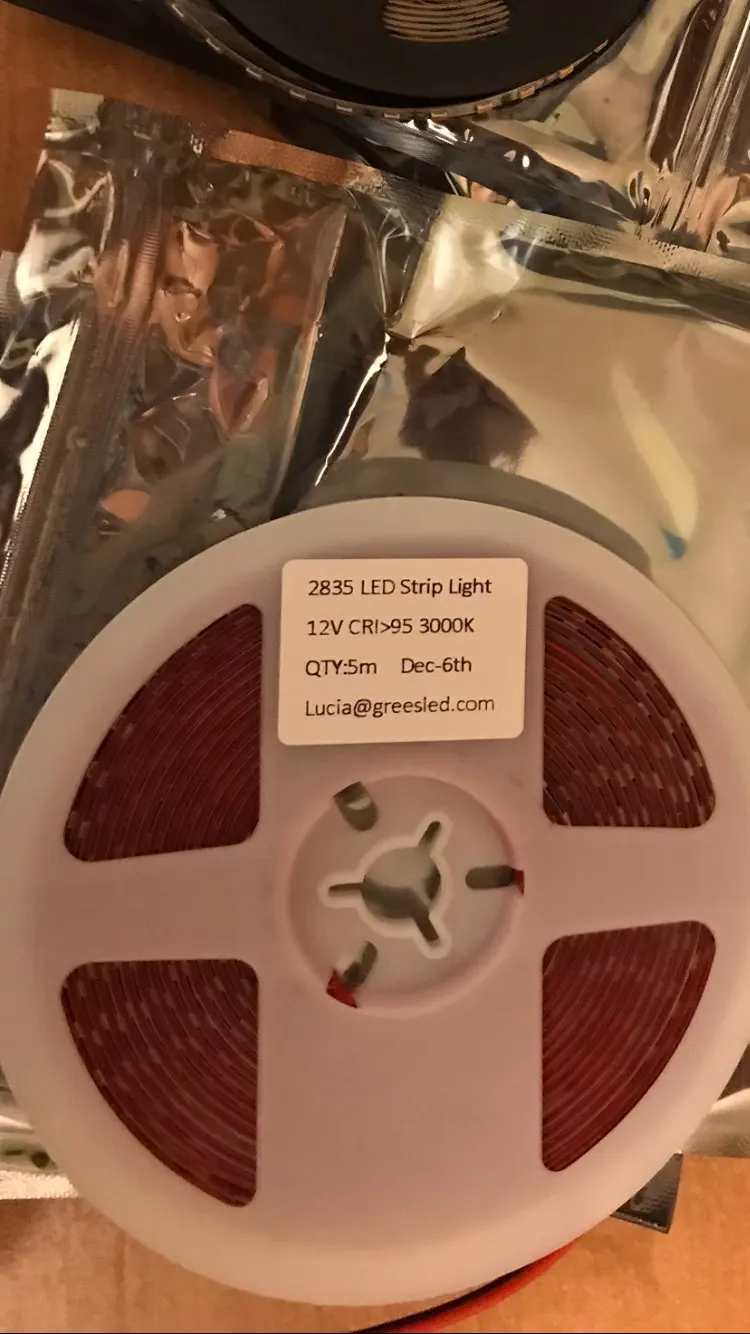 2835 LED Strip Light
12V CRI>95 3000K
QTY:5m Dec-6th
Lucia@greesled.com